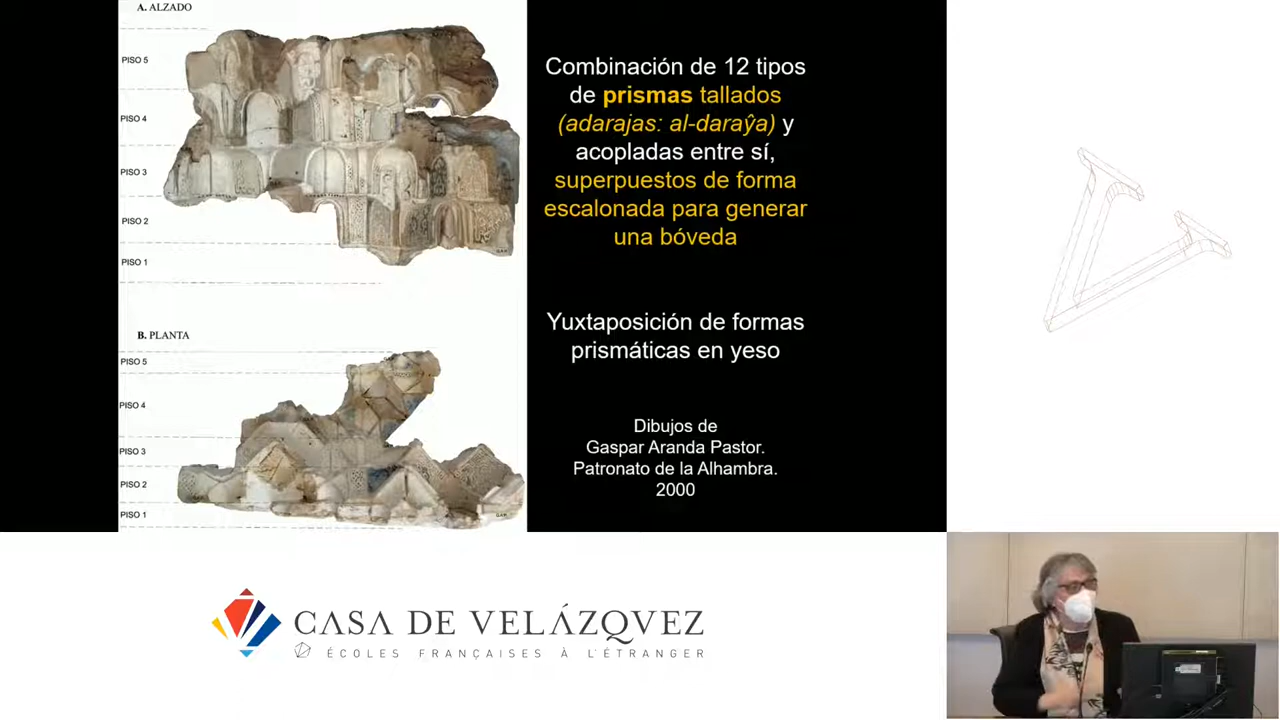 A. ALZADO
PISO 5
PISO 4
PISO 3
PISO 2
PISO 1
B. PLANTA
PISO 5
PISO 4
PISO 3
PISO 2
PISO 1
Combinación de 12 tipos
de prismas tallados
(adarajas: al-daraŷa) y
acopladas entre sí,
superpuestos de forma
escalonada para generar
una bóveda
Yuxtaposición de formas
prismáticas en yeso
Dibujos de
Gaspar Aranda Pastor.
Patronato de la Alhambra.
2000
CASA DE VELÁZQVEZ
ÉCOLES FRANÇAISES À L'ÉTRANGER